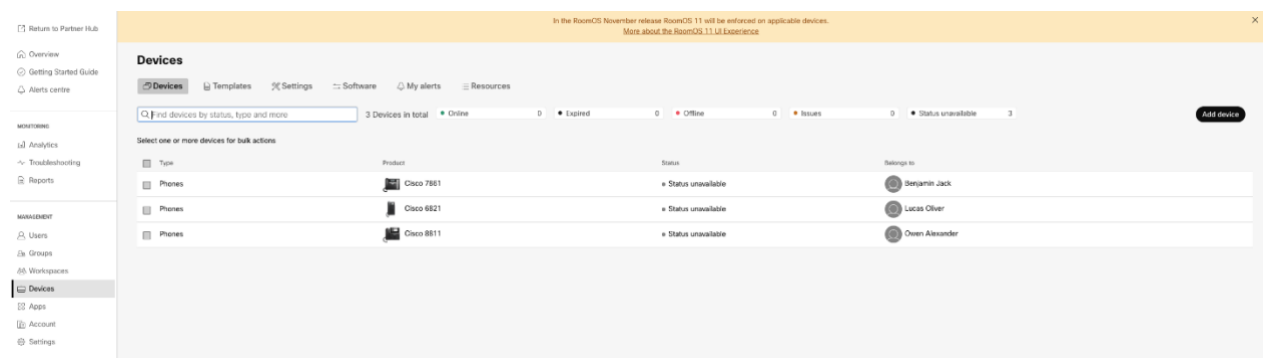 In the RoomOS November release RoomOS 11 will be enforced on applicable devices.
More about the RoomOS 11 UI Experience
Return to Partner Hub
Overview
Getting Started Guide
Alerts centre
MONITORING
Analytics
Troubleshooting
Reports
MANAGEMENT
Users
Groups
Workspaces
Devices
Apps
Account
Settings
Devices
Devices Templates Settings Software My alerts Resources
Find devices by status, type and more 3 Devices in total Online 0 Expired 0 Offline 0 Issues 0 Status unavailable 3 Add device
Select one or more devices for bulk actions
Type Product Status Belongs to
Phones Cisco 7861 Status unavailable Benjamin Jack
Phones Cisco 6821 Status unavailable Lucas Oliver
Phones Cisco 8811 Status unavailable Owen Alexander